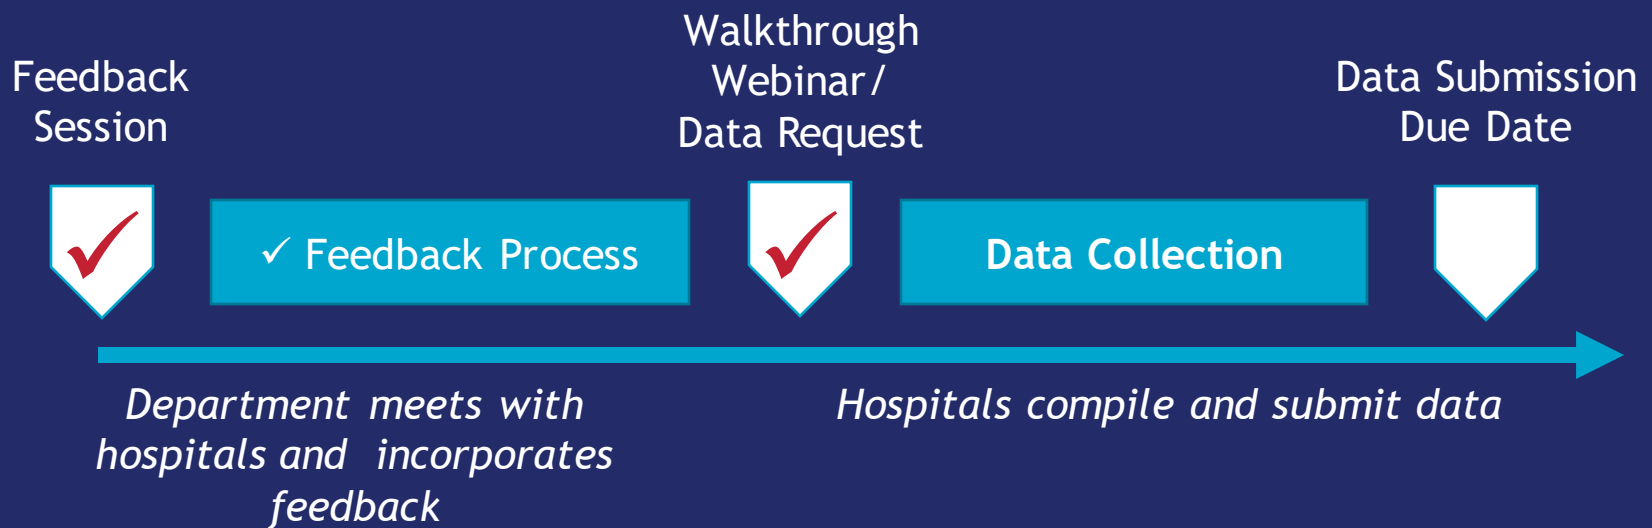 Feedback
Session
Walkthrough
Webinar/
Data Request
Data Submission
Due Date
✓ Feedback Process
Data Collection
Department meets with
hospitals and incorporates
feedback
Hospitals compile and submit data